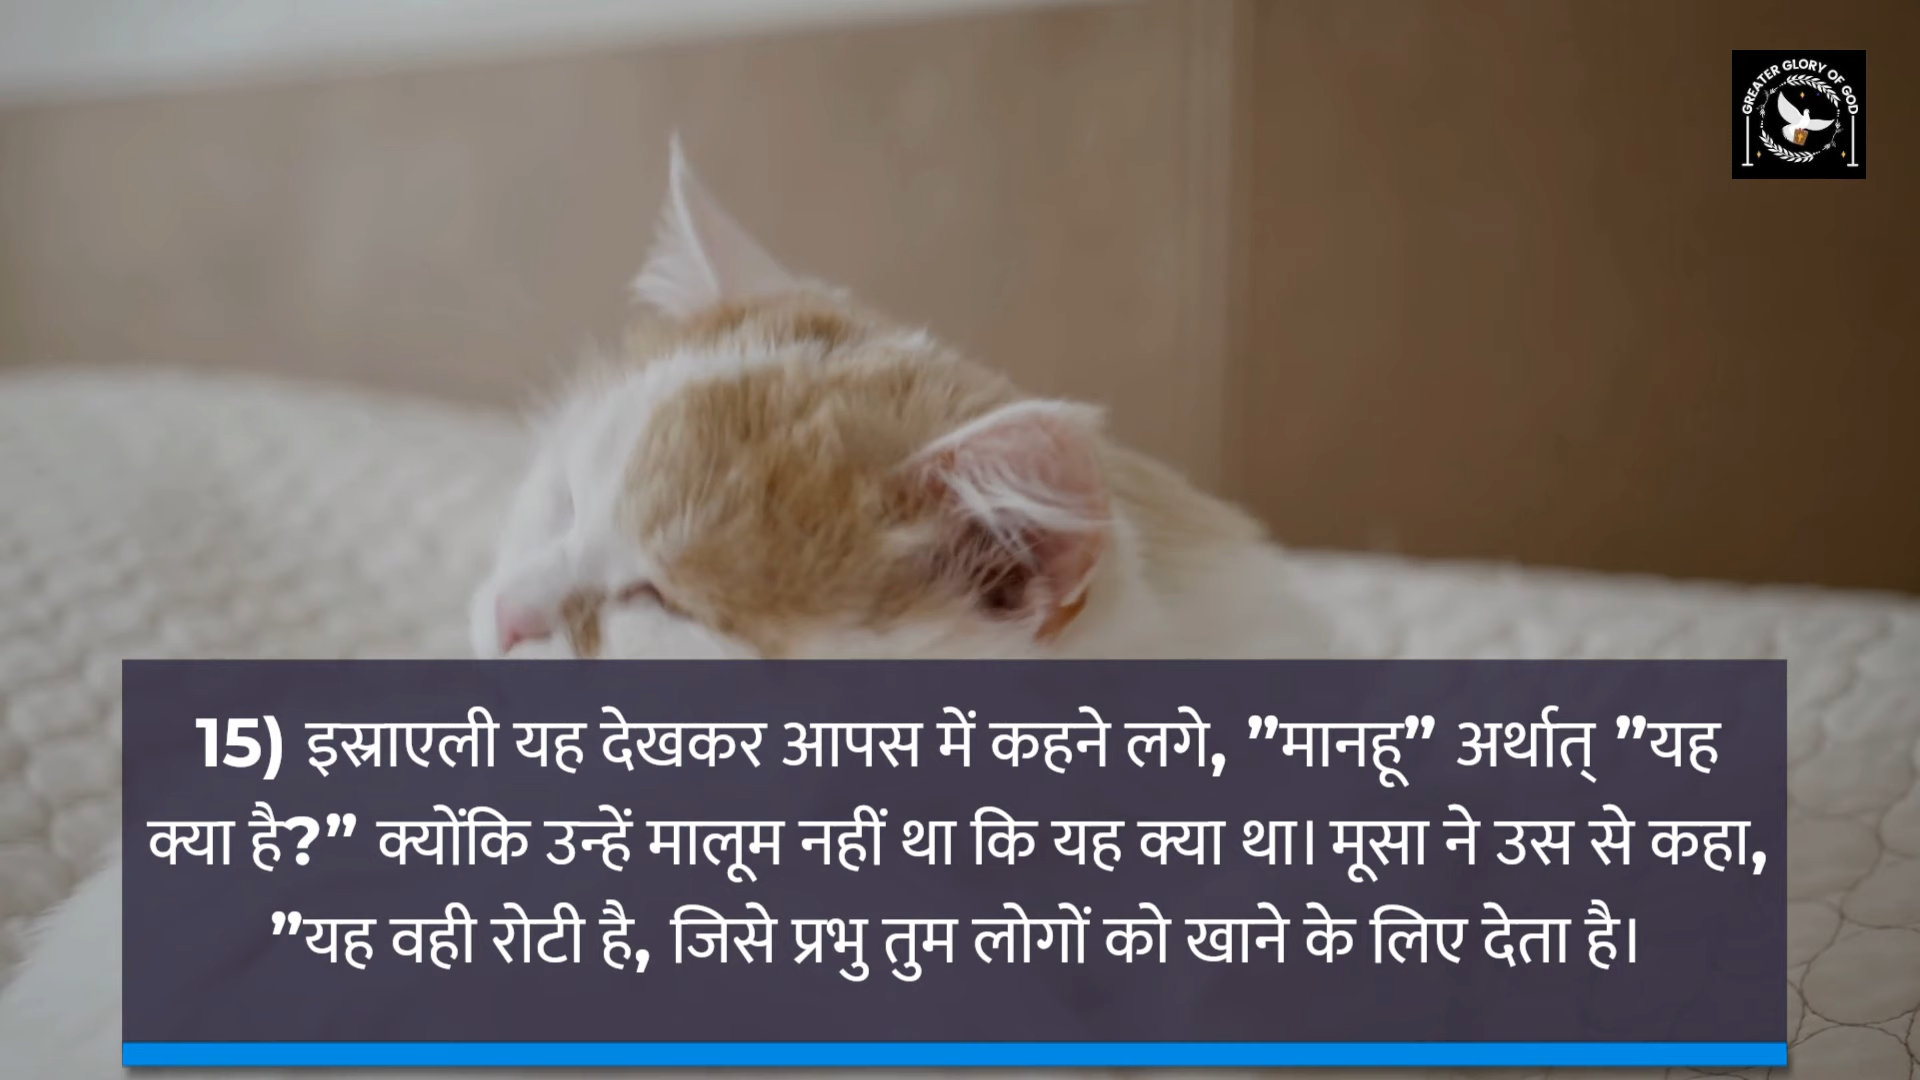 GREATER GLORY OF GOD
15) इस्राएली यह देखकर आपस में कहने लगे, ”मानहू” अर्थात् ”यह
क्या है?” क्योंकि उन्हें मालूम नहीं था कि यह क्या था। मूसा ने उस से कहा,
”यह वही रोटी है, जिसे प्रभु तुम लोगों को खाने के लिए देता है।